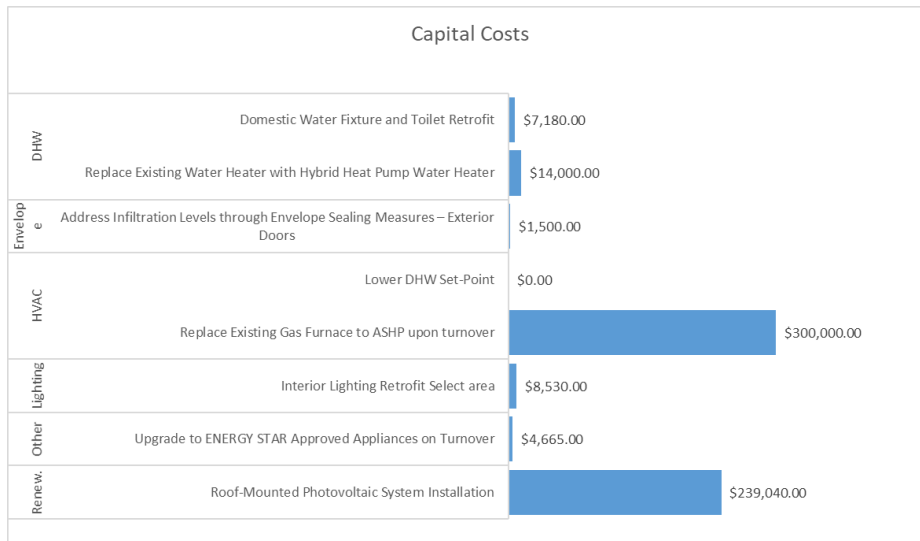 Capital Costs
DHW
Domestic Water Fixture and Toilet Retrofit
$7,180.00
Replace Existing Water Heater with Hybrid Heat Pump Water Heater
$14,000.00
Envelop
e
Address Infiltration Levels through Envelope Sealing Measures – Exterior
Doors
$1,500.00
HVAC
Lower DHW Set-Point
$0.00
Replace Existing Gas Furnace to ASHP upon turnover
$300,000.00
Lighting
Interior Lighting Retrofit Select area
$8,530.00
Other
Upgrade to ENERGY STAR Approved Appliances on Turnover
$4,665.00
Renew.
Roof-Mounted Photovoltaic System Installation
$239,040.00